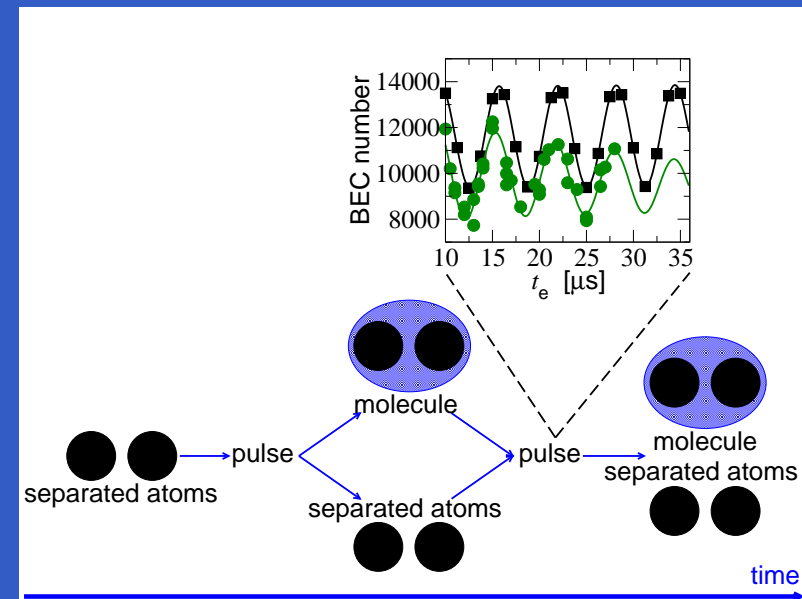 14000
12000
10000
8000
BEC number
10 15 20 25 30 35
te [µs]
molecule
separated atoms
pulse
separated atoms
pulse
molecule
separated atoms
time